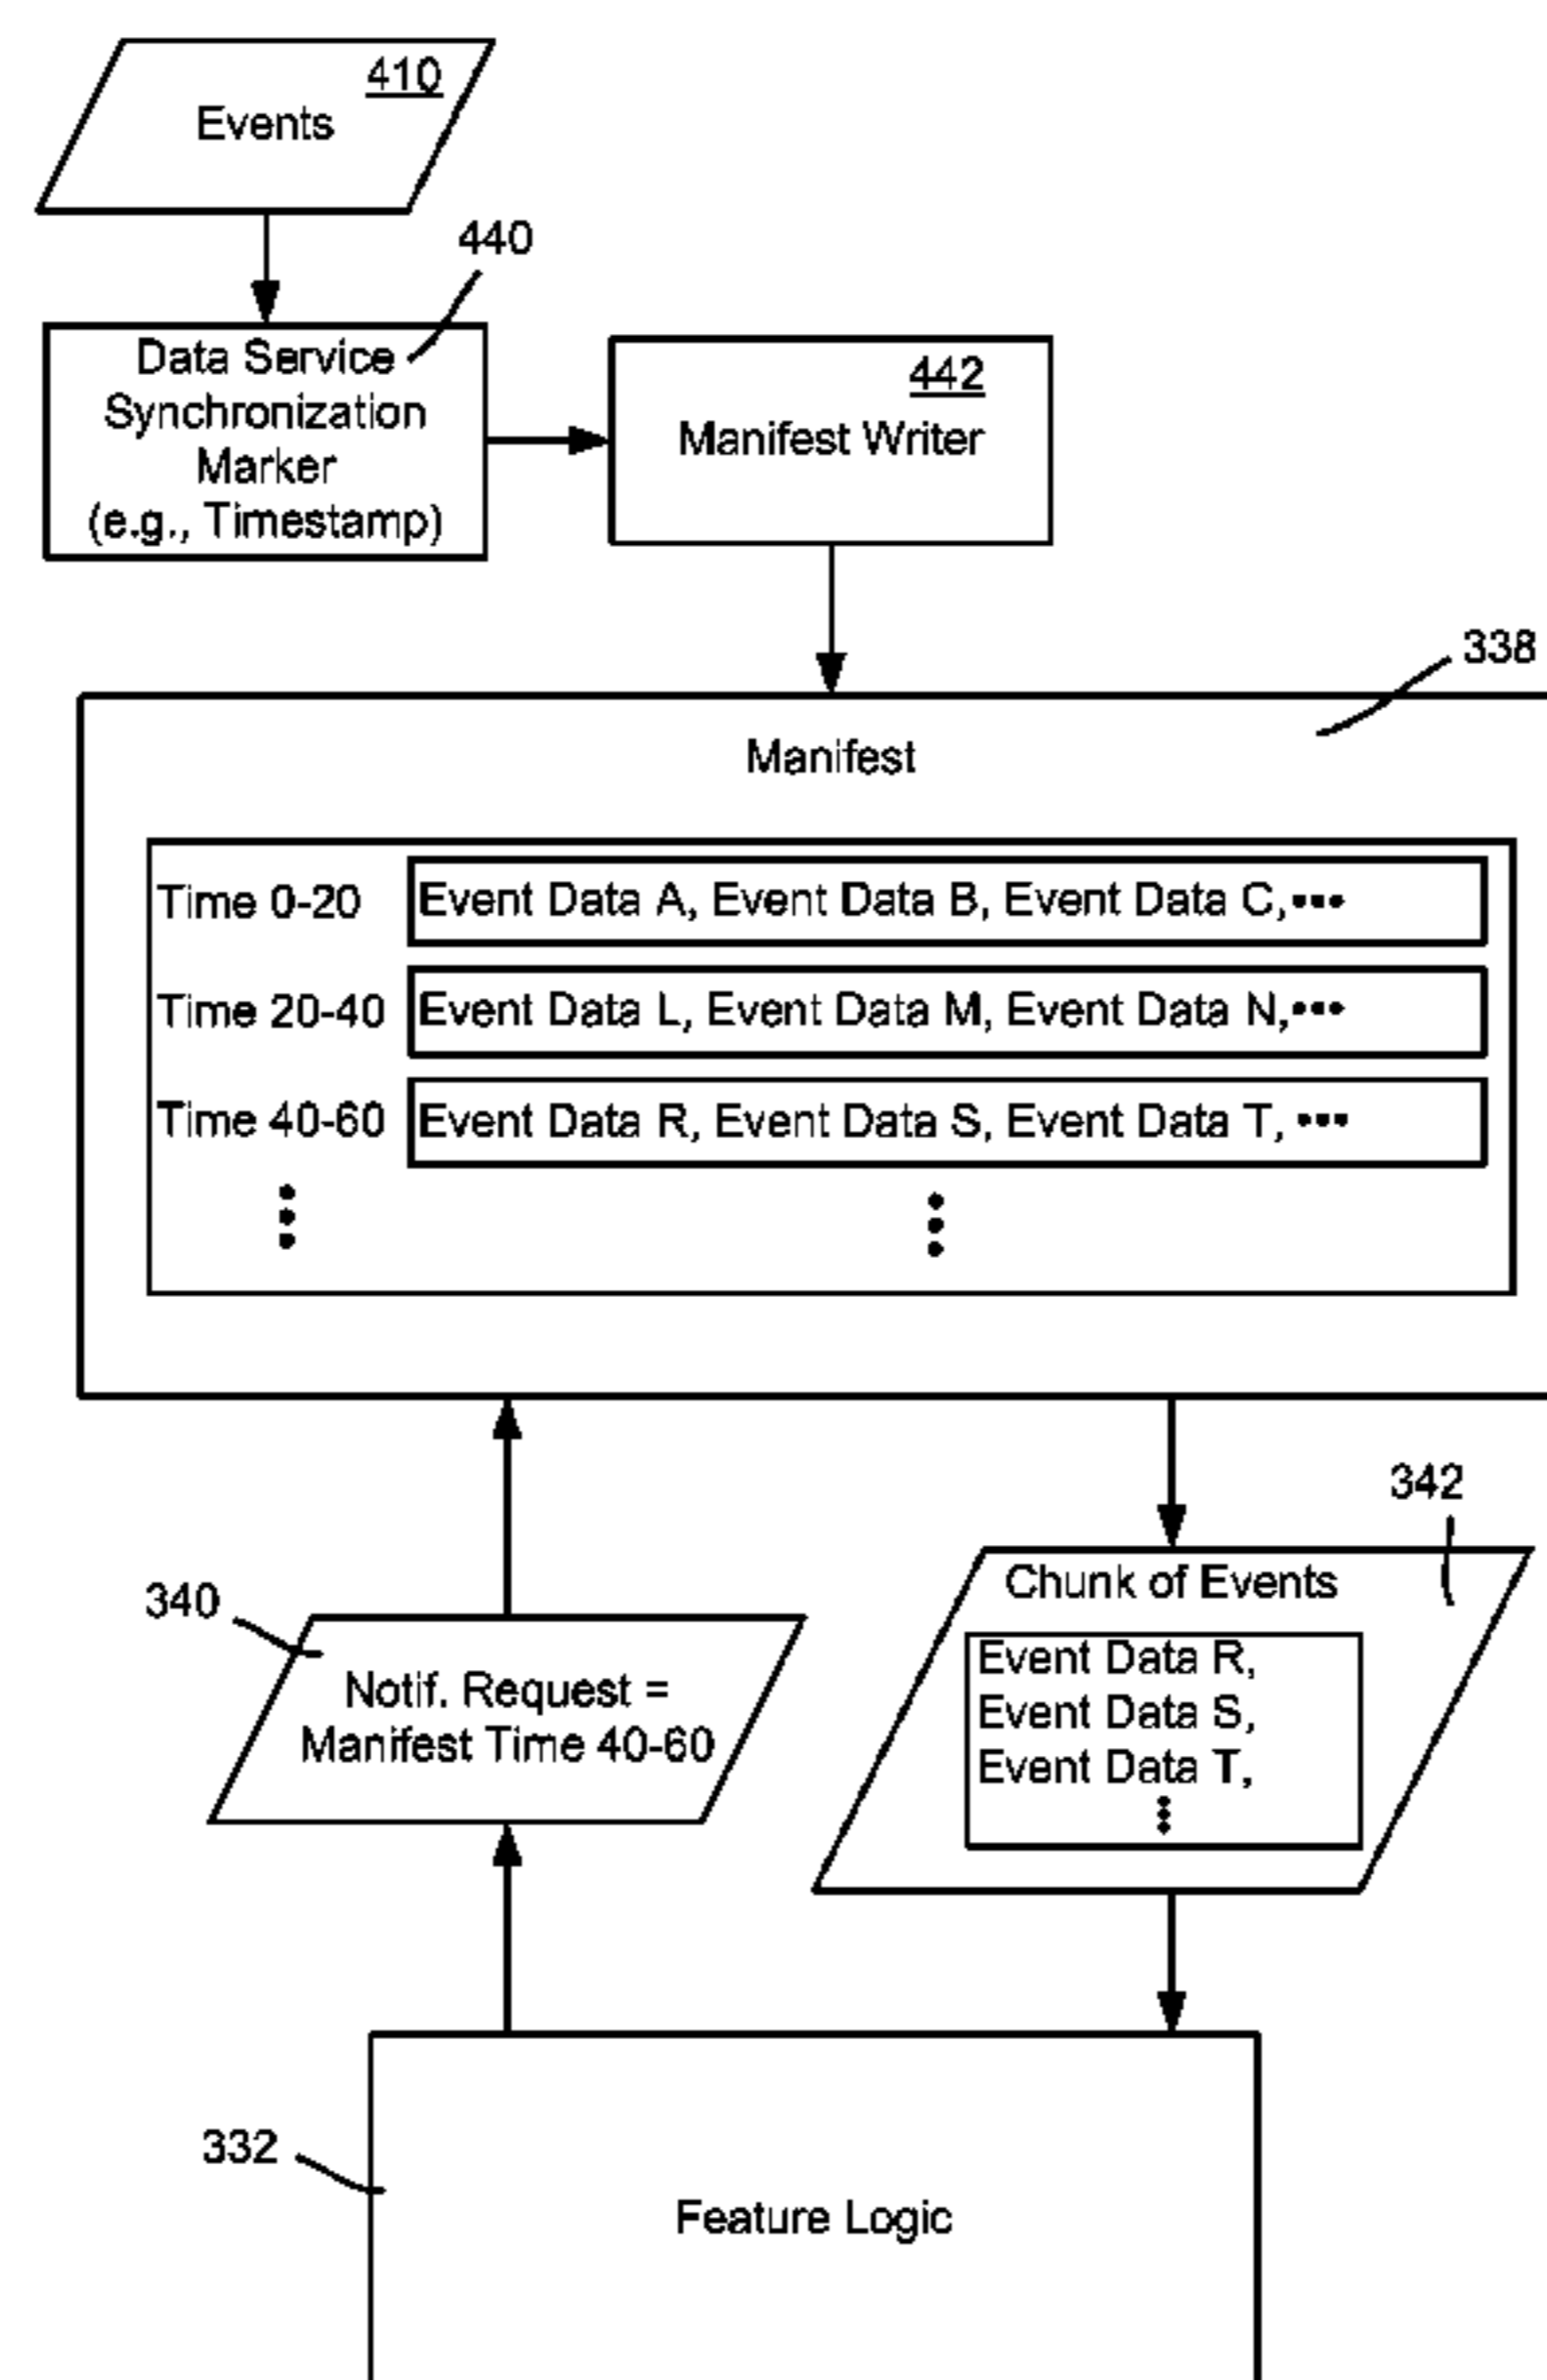 410
Events
440
Data Service
Synchronization
Marker
(e.g., Timestamp)
442
Manifest Writer
338
Manifest
Time 0-20 Event Data A, Event Data B, Event Data C,•••
Time 20-40 Event Data L, Event Data M, Event Data N,•••
Time 40-60 Event Data R, Event Data S, Event Data T, •••
342
Chunk of Events
Event Data R,
Event Data S,
Event Data T,
340
Notif. Request =
Manifest Time 40-60
332
Feature Logic